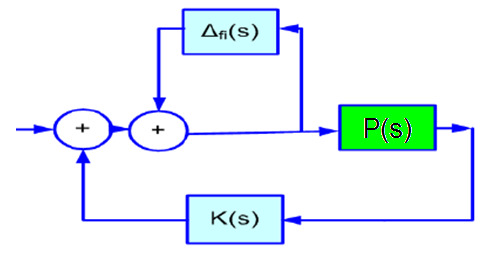 Δfi(s)
+
+
P(s)
K(s)